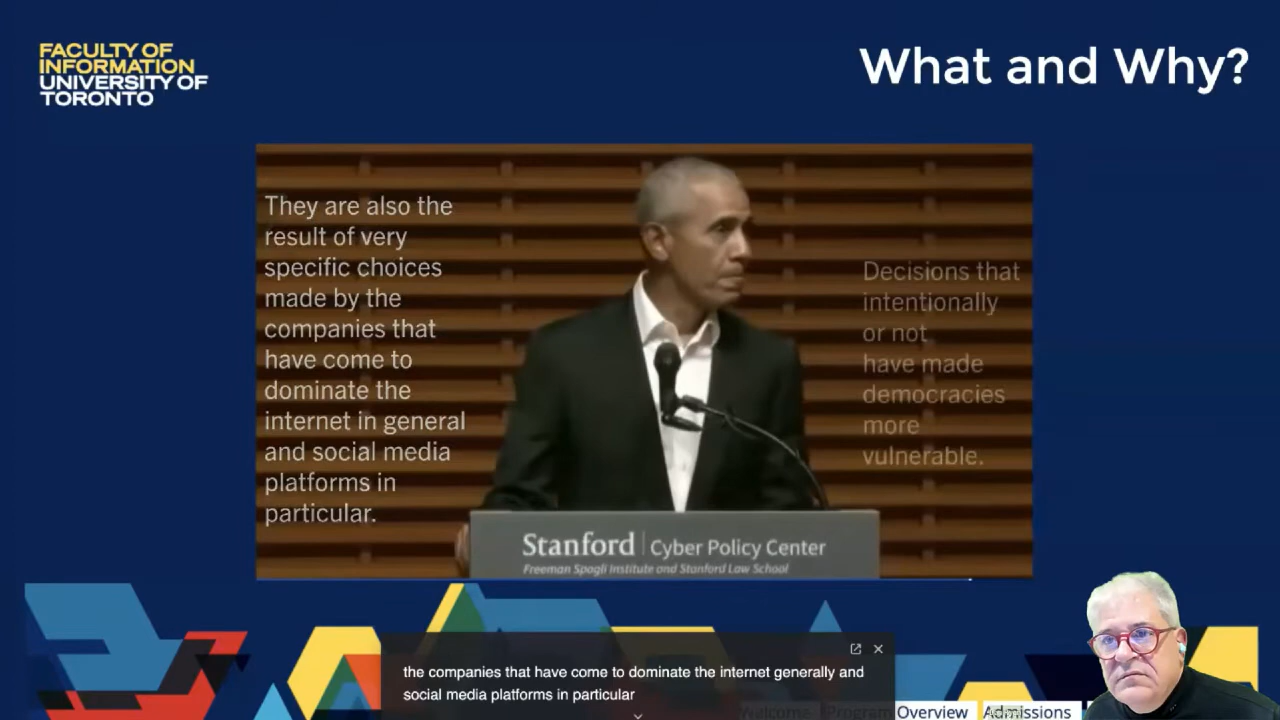 FACULTY OF
INFORMATION
UNIVERSITY OF
TORONTO
What and Why?
They are also the
result of very
specific choices
made by the
companies that
have come to
dominate the
internet in general
and social media
platforms in
particular.
Decisions that
intentionally
or not
have made
democracies
more
vulnerable.
Stanford | Cyber Policy Center
Freeman Spogli Institute and Stanford Law School
the companies that have come to dominate the internet generally and
social media platforms in particular
Welcome Program Overview Admissions